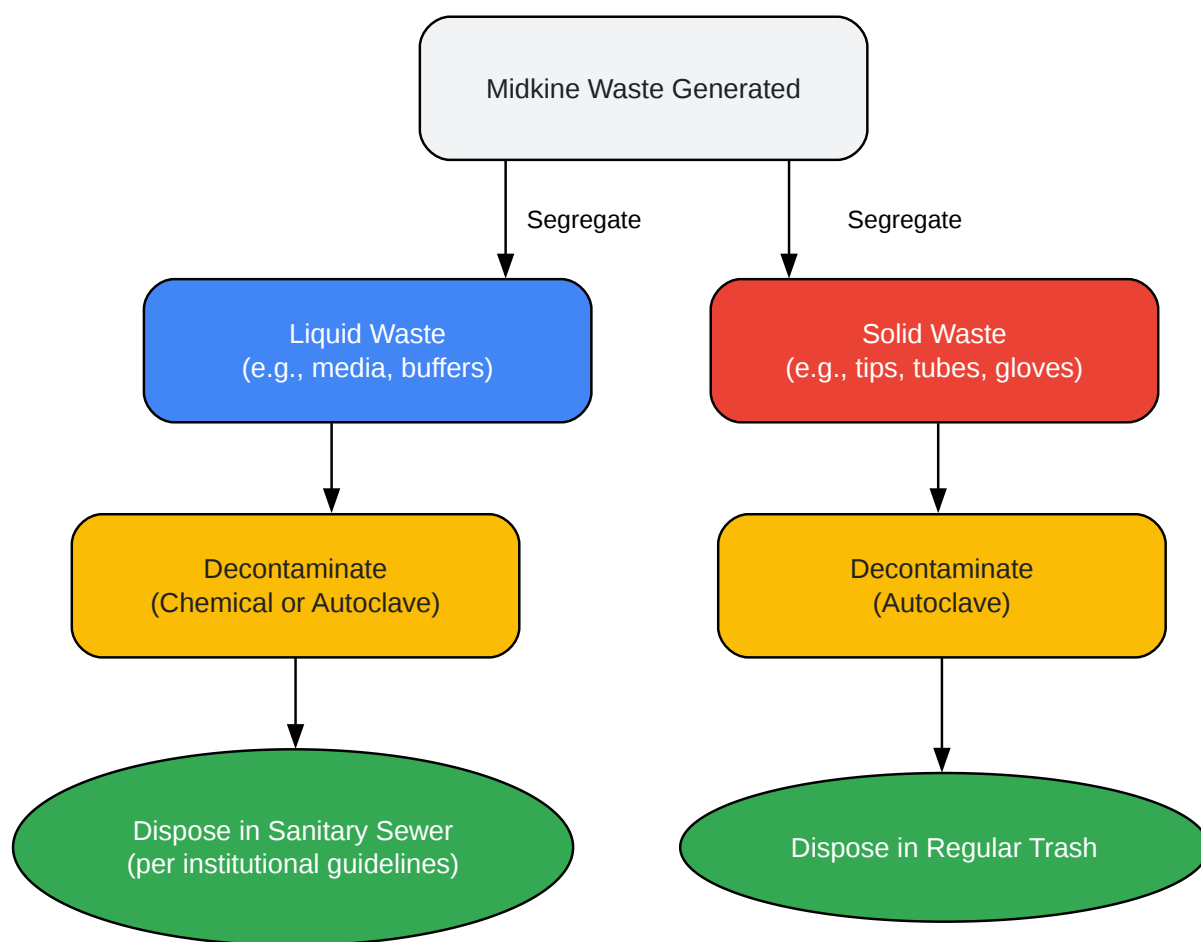 Midkine Waste Generated
Segregate
Segregate
Liquid Waste
(e.g., media, buffers)
Solid Waste
(e.g., tips, tubes, gloves)
Decontaminate
(Chemical or Autoclave)
Decontaminate
(Autoclave)
Dispose in Sanitary Sewer
(per institutional guidelines)
Dispose in Regular Trash